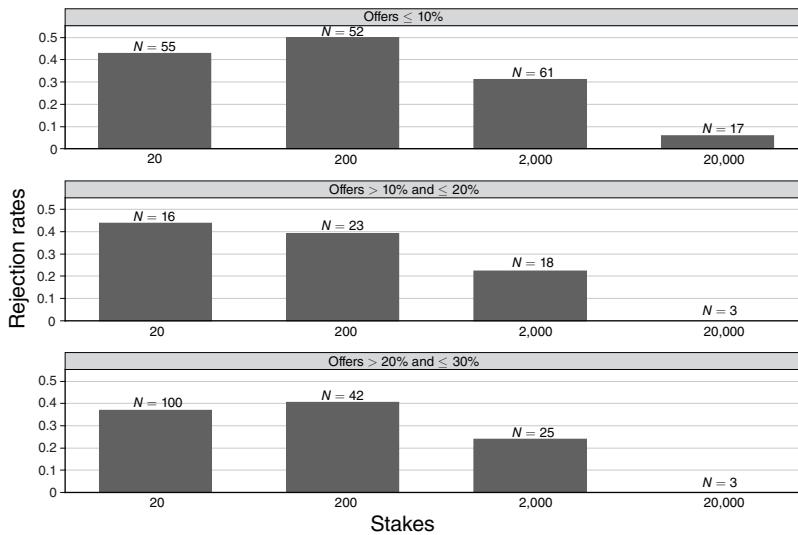 Offers ≤ 10%
0.5
0.4
0.3
0.2
0.1
0
N = 55
N = 52
N = 61
N = 17
20
200
2,000
20,000
Offers > 10% and ≤ 20%
0.5
0.4
0.3
0.2
0.1
0
N = 16
N = 23
N = 18
N = 3
20
200
2,000
20,000
Rejection rates
Offers > 20% and ≤ 30%
0.5
0.4
0.3
0.2
0.1
0
N = 100
N = 42
N = 25
N = 3
20
200
2,000
20,000
Stakes